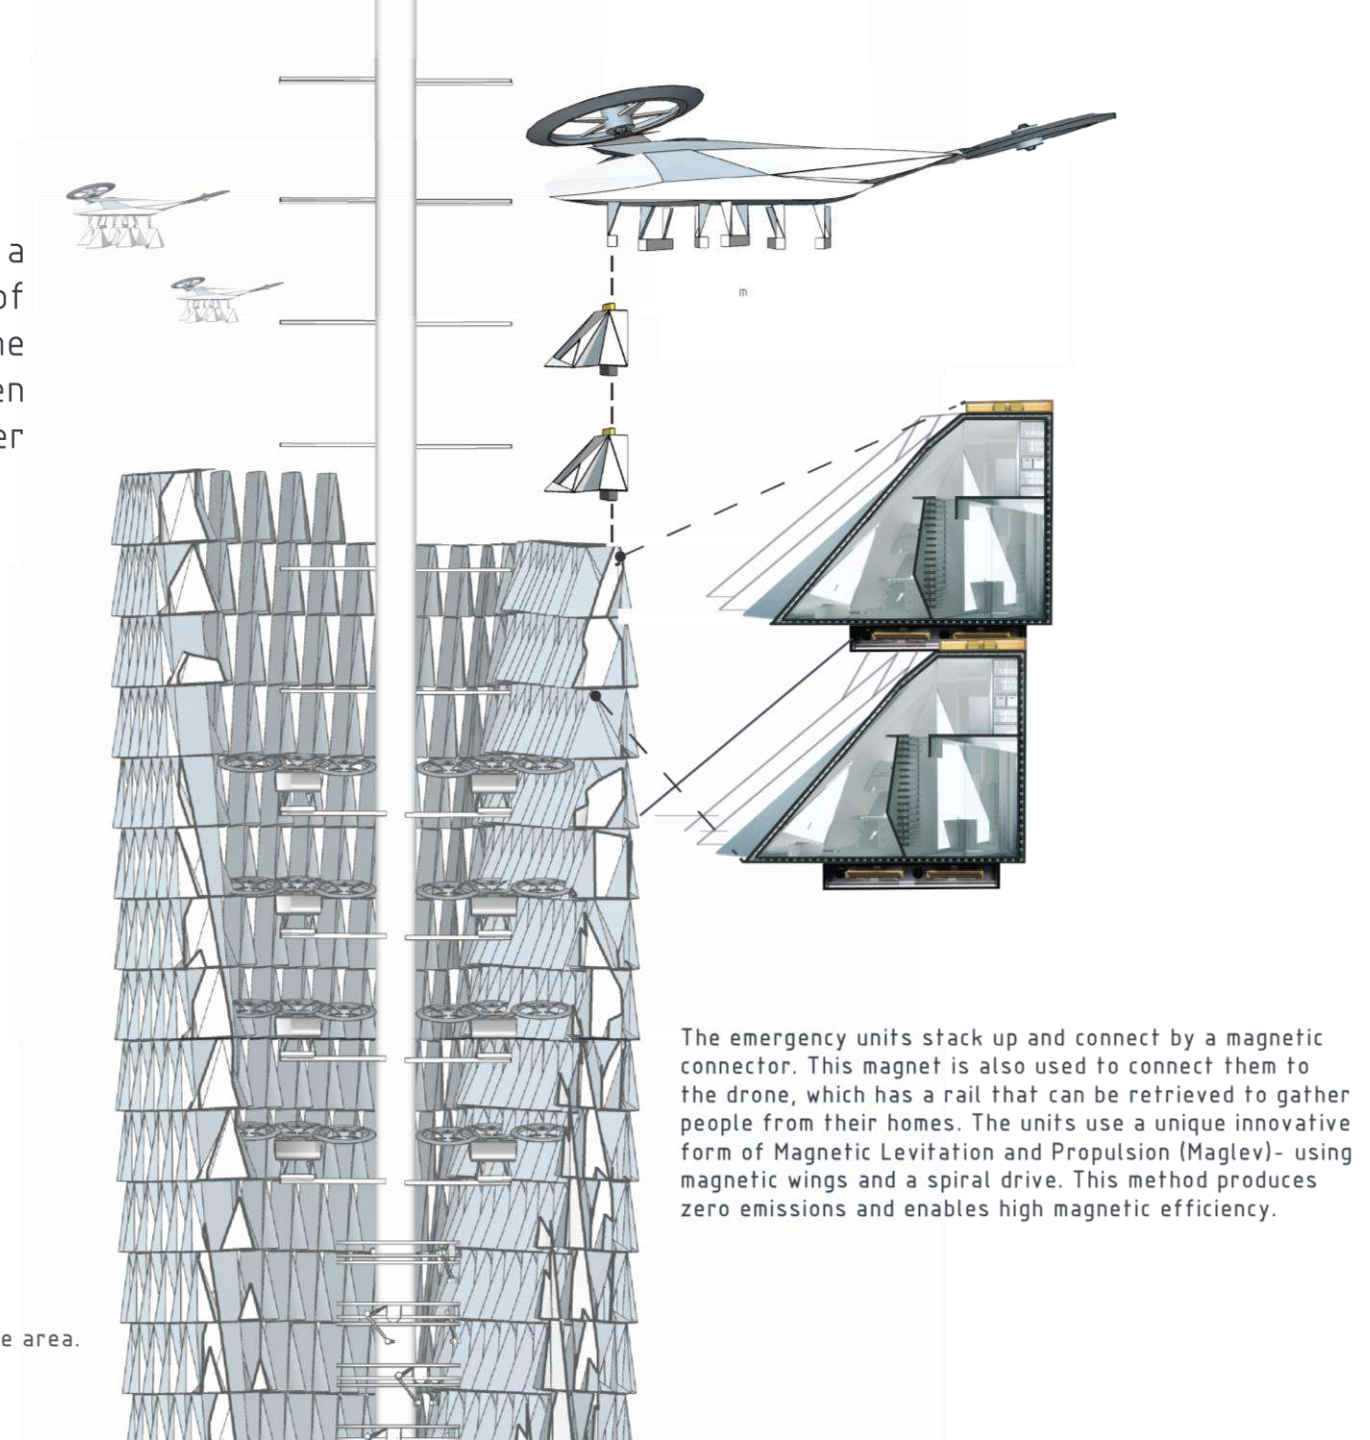 a
of
m
The emergency units stack up and connect by a magnetic
connector. This magnet is also used to connect them to
the drone, which has a rail that can be retrieved to gather
people from their homes. The units use a unique innovative
form of Magnetic Levitation and Propulsion (Maglev)- using
magnetic wings and a spiral drive. This method produces
zero emissions and enables high magnetic efficiency.
e area.